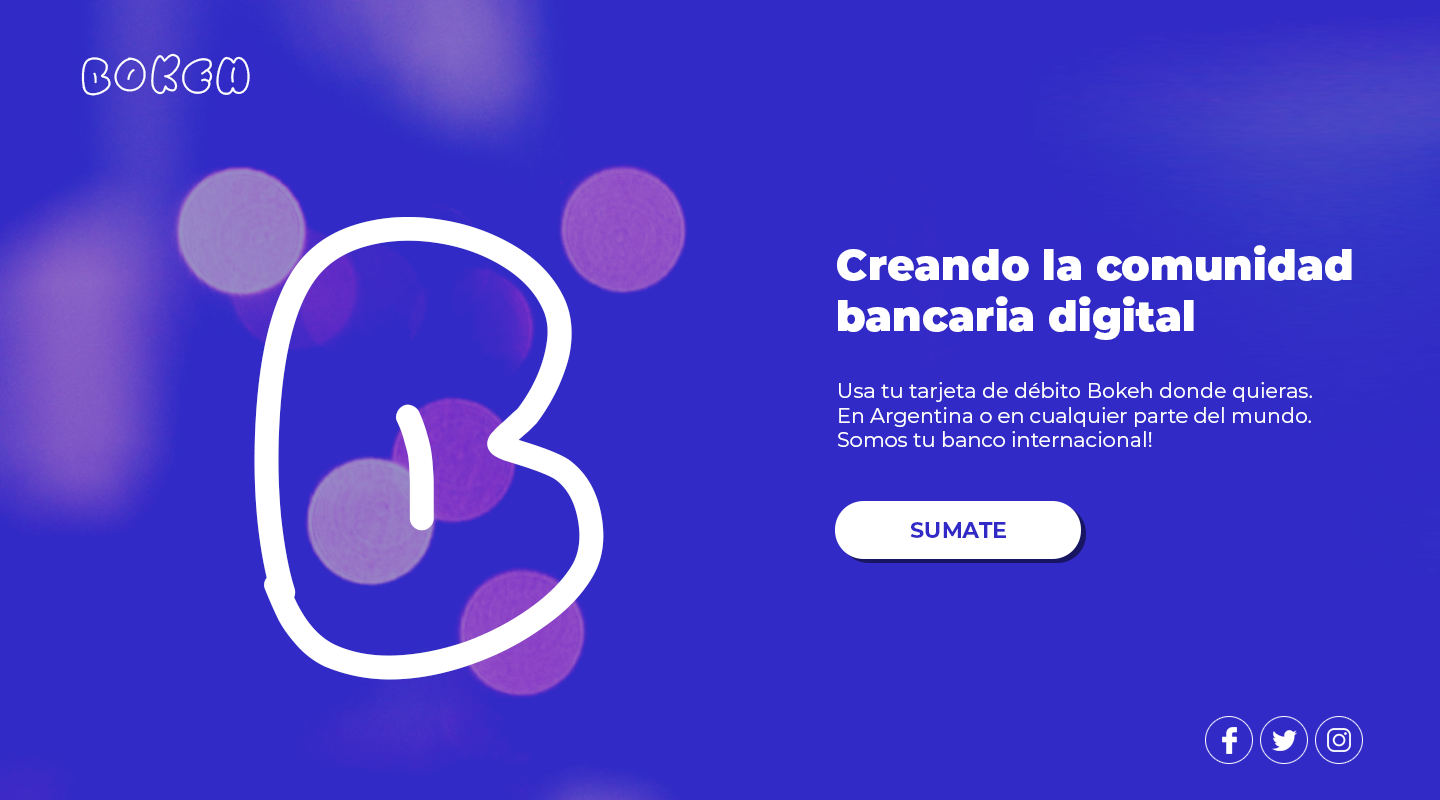 BOKEH
B
Creando la comunidad
bancaria digital
Usa tu tarjeta de débito Bokeh donde quieras.
En Argentina o en cualquier parte del mundo.
Somos tu banco internacional!
SUMATE